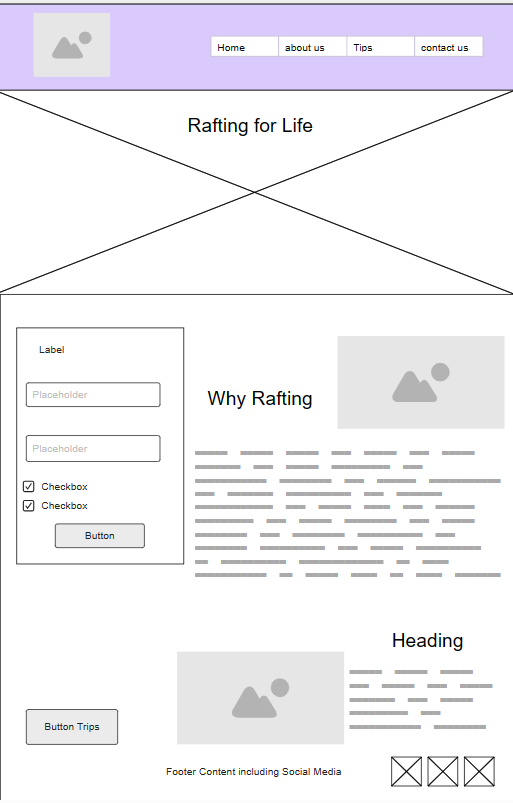 Home
about us
Tips
contact us
Rafting for Life
Label
Placeholder
Placeholder
Checkbox
Checkbox
Button
Why Rafting
Heading
Button Trips
Footer Content including Social Media